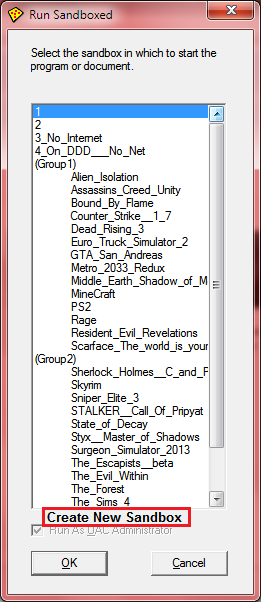 Run Sandboxed
Select the sandbox in which to start the
program or document.
1
2
3_No_Internet
4_On_DDD___No_Net
(Group1)
Alien_Isolation
Assassins_Creed_Unity
Bound_By_Flame
Counter_Strike__1_7
Dead_Rising_3
Euro_Truck_Simulator_2
GTA_San_Andreas
Metro_2033_Redux
Middle_Earth_Shadow_of_M
MineCraft
PS2
Rage
Resident_Evil_Revelations
Scarface_The_world_is_your
(Group2)
Sherlock_Holmes__C_and_F
Skyrim
Sniper_Elite_3
STALKER__Call_Of_Pripyat
State_of_Decay
Styx__Master_of_Shadows
Surgeon_Simulator_2013
The_Escapists__beta
The_Evil_Within
The_Forest
The_Sims_4
Create New Sandbox
Run As UAC Administrator
OK
Cancel